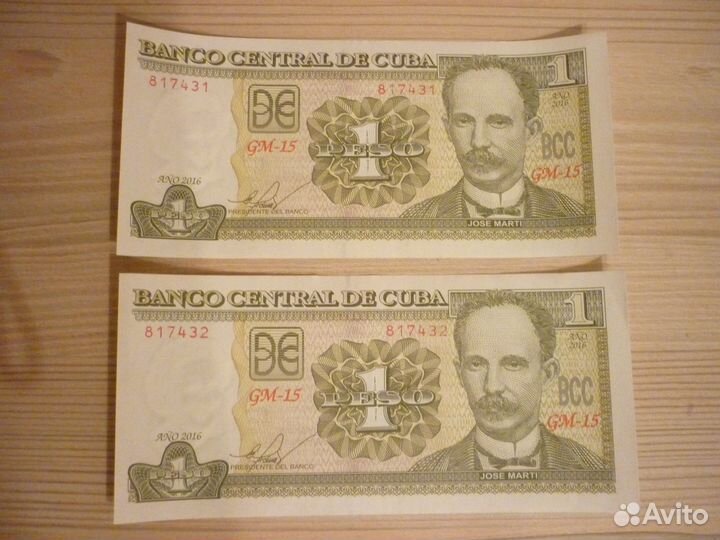 BANCO CENTRAL DE CUBA 1
817431 817431 AÑO 2016
BCC
GM-15 PESO GM-15
AÑO 2016
1
PRESIDENTE DEL BANCO
JOSE MARTI
BANCO CENTRAL DE CUBA 1
817432 817432 AÑO 2016
BCC
GM-15 1 PESO GM-15
AÑO 2016
1
PRESIDENTE DEL BANCO
JOSE MARTI
Avito